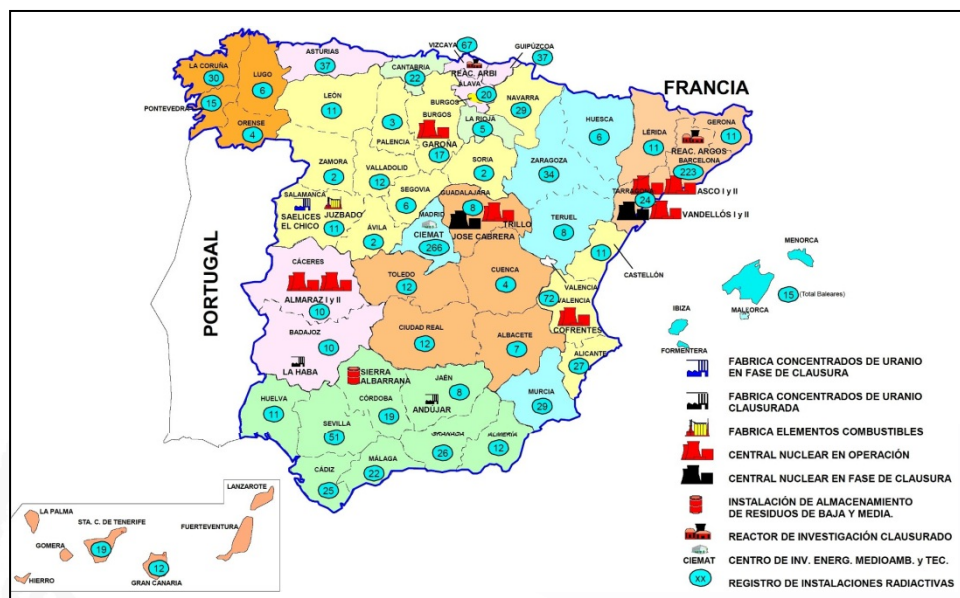 LA CORUÑA
30
LUGO
6
PONTEVEDRA
15
ORENSE
4
ASTURIAS
37
CANTABRIA
22
VIZCAYA
67
GUIPÚZCOA
37
REAC. ARBI
ALAVA
20
NAVARRA
29
BURGOS
LA RIOJA
5
LEÓN
11
3
PALENCIA
BURGOS
GAROÑA
17
ZAMORA
2
VALLADOLID
12
SORIA
2
SEGOVIA
6
SALAMANCA
SAELICES
EL CHICO
JUZBADO
11
ÁVILA
2
MADRID
CIEMAT
266
GUADALAJARA
8
TRILLO
JOSE CABRERA
HUESCA
6
ZARAGOZA
34
TERUEL
8
FRANCIA
LÉRIDA
11
GERONA
11
REAC. ARGOS
BARCELONA
223
TARRAGONA
24
ASCO I y II
VANDELLÓS I y II
11
CASTELLÓN
PORTUGAL
CÁCERES
ALMARAZ I y II
10
BADAJOZ
10
LA HABA
TOLEDO
12
CUENCA
4
CIUDAD REAL
12
ALBACETE
7
VALENCIA
72
VALENCIA
COFRENTES
ALICANTE
27
MURCIA
29
SIERRA
ALBARRANA
HUELVA
11
SEVILLA
51
CÓRDOBA
19
JAÉN
8
ANDÚJAR
GRANADA
26
ALMERÍA
12
CÁDIZ
25
MÁLAGA
22
MENORCA
15
(Total Baleares)
MALLORCA
IBIZA
FORMENTERA
LANZAROTE
LA PALMA
STA. C. DE TENERIFE
FUERTEVENTURA
GOMERA
19
12
HIERRO
GRAN CANARIA
FABRICA CONCENTRADOS DE URANIO
EN FASE DE CLAUSURA
FABRICA CONCENTRADOS DE URANIO
CLAUSURADA
FABRICA ELEMENTOS COMBUSTIBLES
CENTRAL NUCLEAR EN OPERACIÓN
CENTRAL NUCLEAR EN FASE DE CLAUSURA
INSTALACIÓN DE ALMACENAMIENTO
DE RESIDUOS DE BAJA Y MEDIA.
REACTOR DE INVESTIGACIÓN CLAUSURADO
CIEMAT CENTRO DE INV. ENERG. MEDIOAMB. y TEC.
XX REGISTRO DE INSTALACIONES RADIACTIVAS